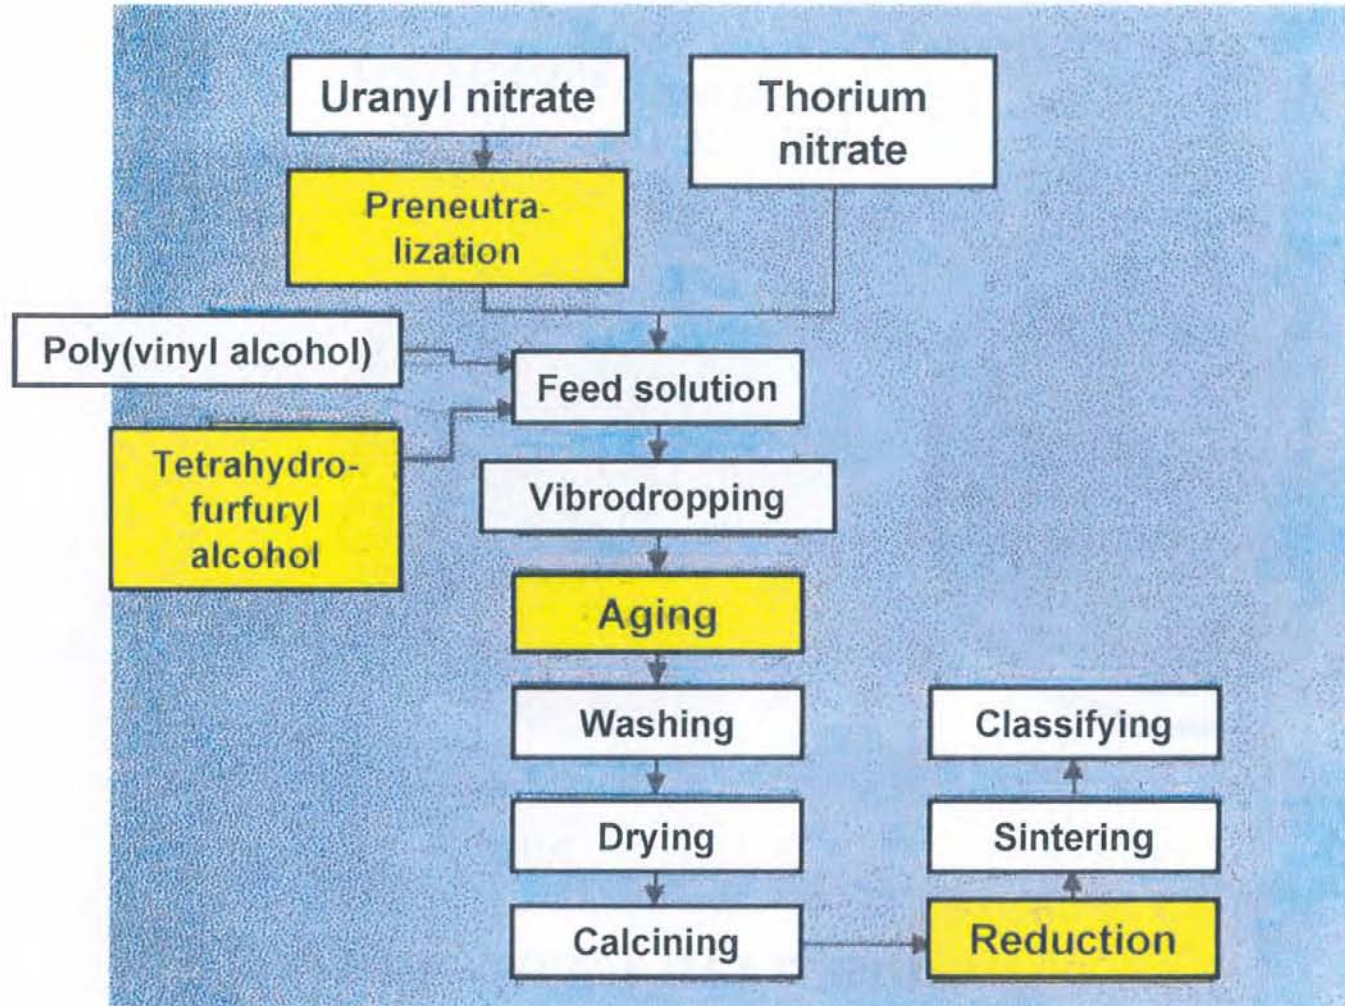 Uranyl nitrate
Thorium
nitrate
Preneutra-
lization
Poly(vinyl alcohol)
Feed solution
Tetrahydro-
furfuryl
alcohol
Vibrodropping
Aging
Washing
Classifying
Drying
Sintering
Calcining
Reduction